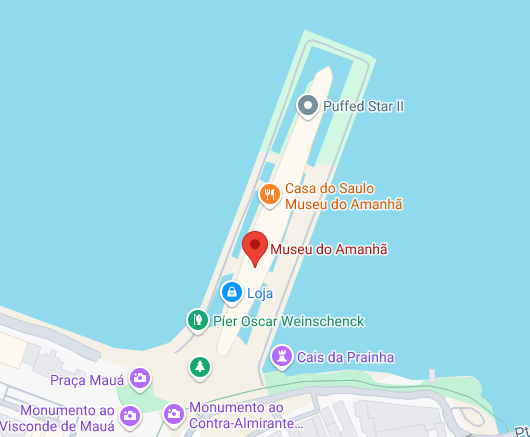 Puffed Star II
Casa do Saulo
Museu do Amanhã
Museu do Amanhã
Loja
Píer Oscar Weinschenck
Cais da Prainha
Praça Mauá
Monumento ao
Visconde de Mauá
Monumento ao
Contra-Almirante...